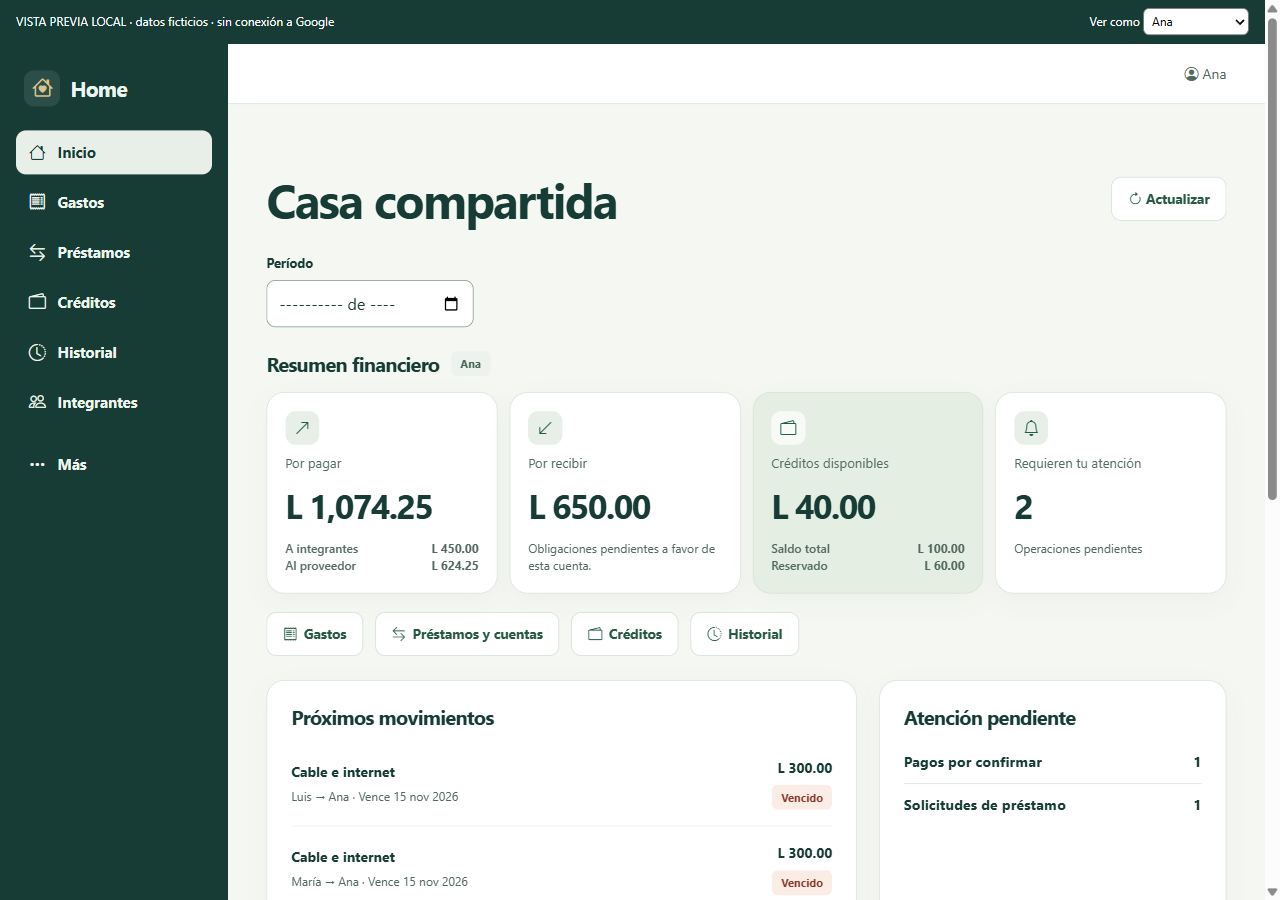 VISTA PREVIA LOCAL · datos ficticios · sin conexión a Google
Ver como Ana
Home
Ana
Inicio
Gastos
Préstamos
Créditos
Historial
Integrantes
Más
Casa compartida
Actualizar
Período
---------- de ----
Resumen financiero Ana
Por pagar
L 1,074.25
A integrantes L 450.00
Al proveedor L 624.25
Por recibir
L 650.00
Obligaciones pendientes a favor de
esta cuenta.
Créditos disponibles
L 40.00
Saldo total L 100.00
Reservado L 60.00
Requieren tu atención
2
Operaciones pendientes
Gastos
Préstamos y cuentas
Créditos
Historial
Próximos movimientos
Cable e internet L 300.00
Luis → Ana · Vence 15 nov 2026 Vencido
Cable e internet L 300.00
María → Ana · Vence 15 nov 2026 Vencido
Atención pendiente
Pagos por confirmar 1
Solicitudes de préstamo 1